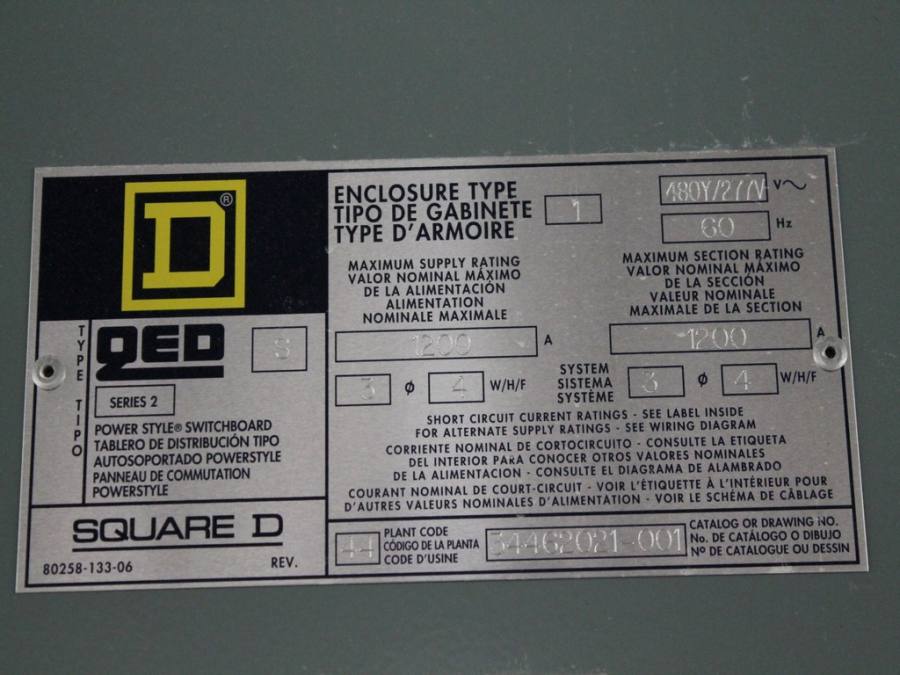 D®
TYPE TIPO
QED S
SERIES 2
POWER STYLE® SWITCHBOARD
TABLERO DE DISTRIBUCIÓN TIPO
AUTOSOPORTADO POWERSTYLE
PANNEAU DE COMMUTATION
POWERSTYLE
SQUARE D
80258-133-06 REV.
ENCLOSURE TYPE
TIPO DE GABINETE
TYPE D'ARMOIRE
1
480Y/277V V~
60 Hz
MAXIMUM SUPPLY RATING
VALOR NOMINAL MÁXIMO
DE LA ALIMENTACIÓN
ALIMENTATION
NOMINALE MAXIMALE
1200 A
3 Ø 4 W/H/F
MAXIMUM SECTION RATING
VALOR NOMINAL MÁXIMO
DE LA SECCIÓN
VALEUR NOMINALE
MAXIMALE DE LA SECTION
1200 A
SYSTEM
SISTEMA
SYSTÈME
3 Ø 4 W/H/F
SHORT CIRCUIT CURRENT RATINGS - SEE LABEL INSIDE
FOR ALTERNATE SUPPLY RATINGS - SEE WIRING DIAGRAM
CORRIENTE NOMINAL DE CORTOCIRCUITO - CONSULTE LA ETIQUETA
DEL INTERIOR PARA CONOCER OTROS VALORES NOMINALES
DE LA ALIMENTACION - CONSULTE EL DIAGRAMA DE ALAMBRADO
COURANT NOMINAL DE COURT-CIRCUIT - VOIR L'ÉTIQUETTE À L'INTÉRIEUR POUR
D'AUTRES VALEURS NOMINALES D'ALIMENTATION - VOIR LE SCHÉMA DE CÂBLAGE
44
PLANT CODE
CÓDIGO DE LA PLANTA
CODE D'USINE
34462021-001
CATALOG OR DRAWING NO.
No. DE CATÁLOGO O DIBUJO
Nº DE CATALOGUE OU DESSIN